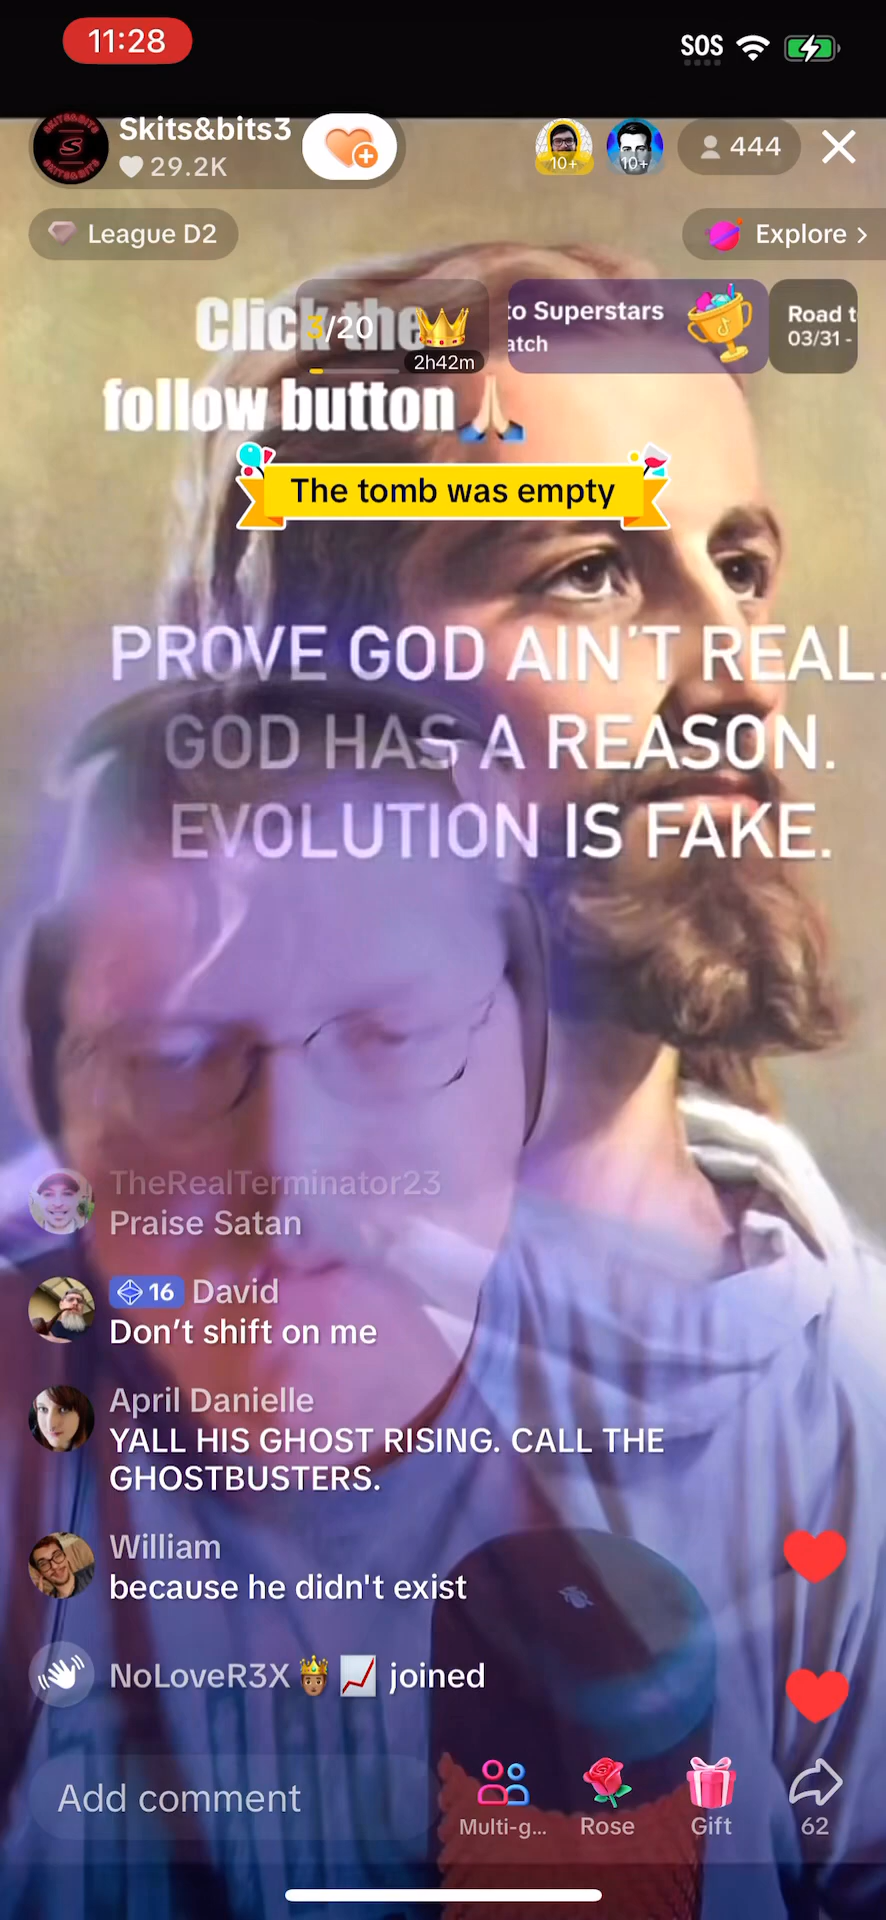 11:28
SOS
Skits&bits3
29.2K
10+
10+
444
League D2
Explore >
Click the
3/20
2h42m
to Superstars
atch
Road t
03/31 -
follow button🙏🏻
The tomb was empty
PROVE GOD AIN'T REAL.
GOD HAS A REASON.
EVOLUTION IS FAKE.
TheRealTerminator23
Praise Satan
16 David
Don't shift on me
April Danielle
YALL HIS GHOST RISING. CALL THE
GHOSTBUSTERS.
William
because he didn't exist
NoLoveR3X🤴🏽📈 joined
Add comment
Multi-g...
Rose
Gift
62